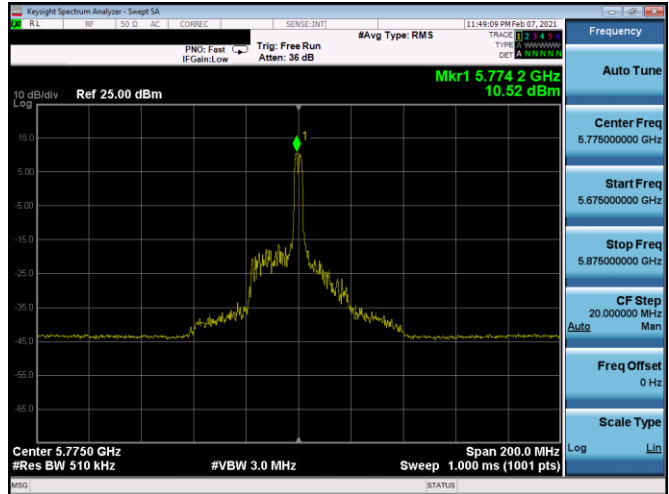 Keysight Spectrum Analyzer - Swept SA
RL RF 50 Ω AC CORREC SENSE:INT 11:49:09 PM Feb 07, 2021
#Avg Type: RMS
TRACE 1 2 3 4 5 6
PNO: Fast Trig: Free Run TYPE A WWWWW
IFGain:Low Atten: 36 dB DET A N N N N N
Mkr1 5.774 2 GHz
10.52 dBm
10 dB/div Ref 25.00 dBm
Log
1
15.0
5.00
-5.00
-15.0
-25.0
-35.0
-45.0
-55.0
-65.0
Center 5.7750 GHz Span 200.0 MHz
#Res BW 510 kHz #VBW 3.0 MHz Sweep 1.000 ms (1001 pts)
MSG STATUS
Frequency
Auto Tune
Center Freq
5.775000000 GHz
Start Freq
5.675000000 GHz
Stop Freq
5.875000000 GHz
CF Step
20.000000 MHz
Auto Man
Freq Offset
0 Hz
Scale Type
Log Lin